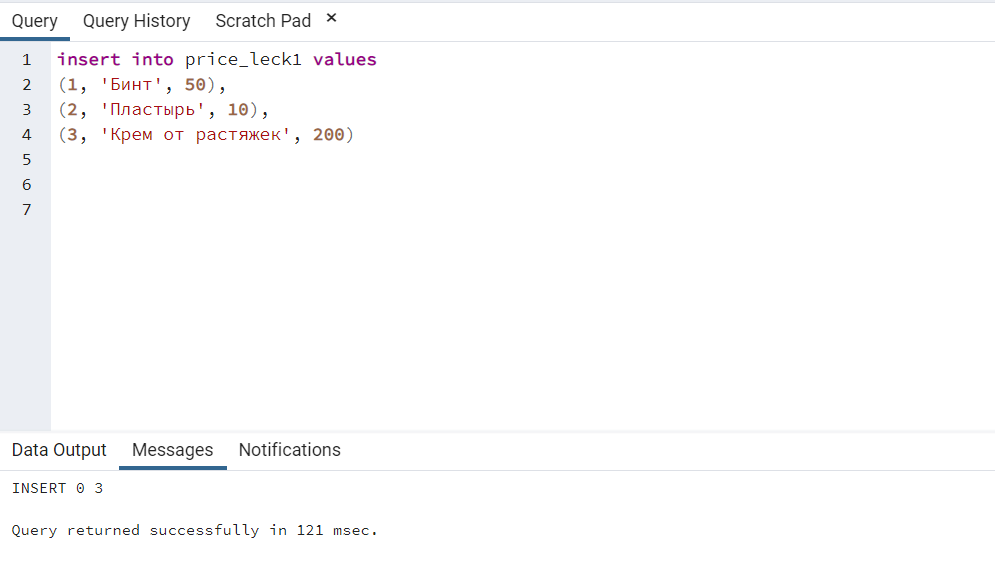 Query Query History Scratch Pad ×
1 insert into price_leck1 values
2 (1, 'Бинт', 50),
3 (2, 'Пластырь', 10),
4 (3, 'Крем от растяжек', 200)
5
6
7
Data Output Messages Notifications
INSERT 0 3
Query returned successfully in 121 msec.